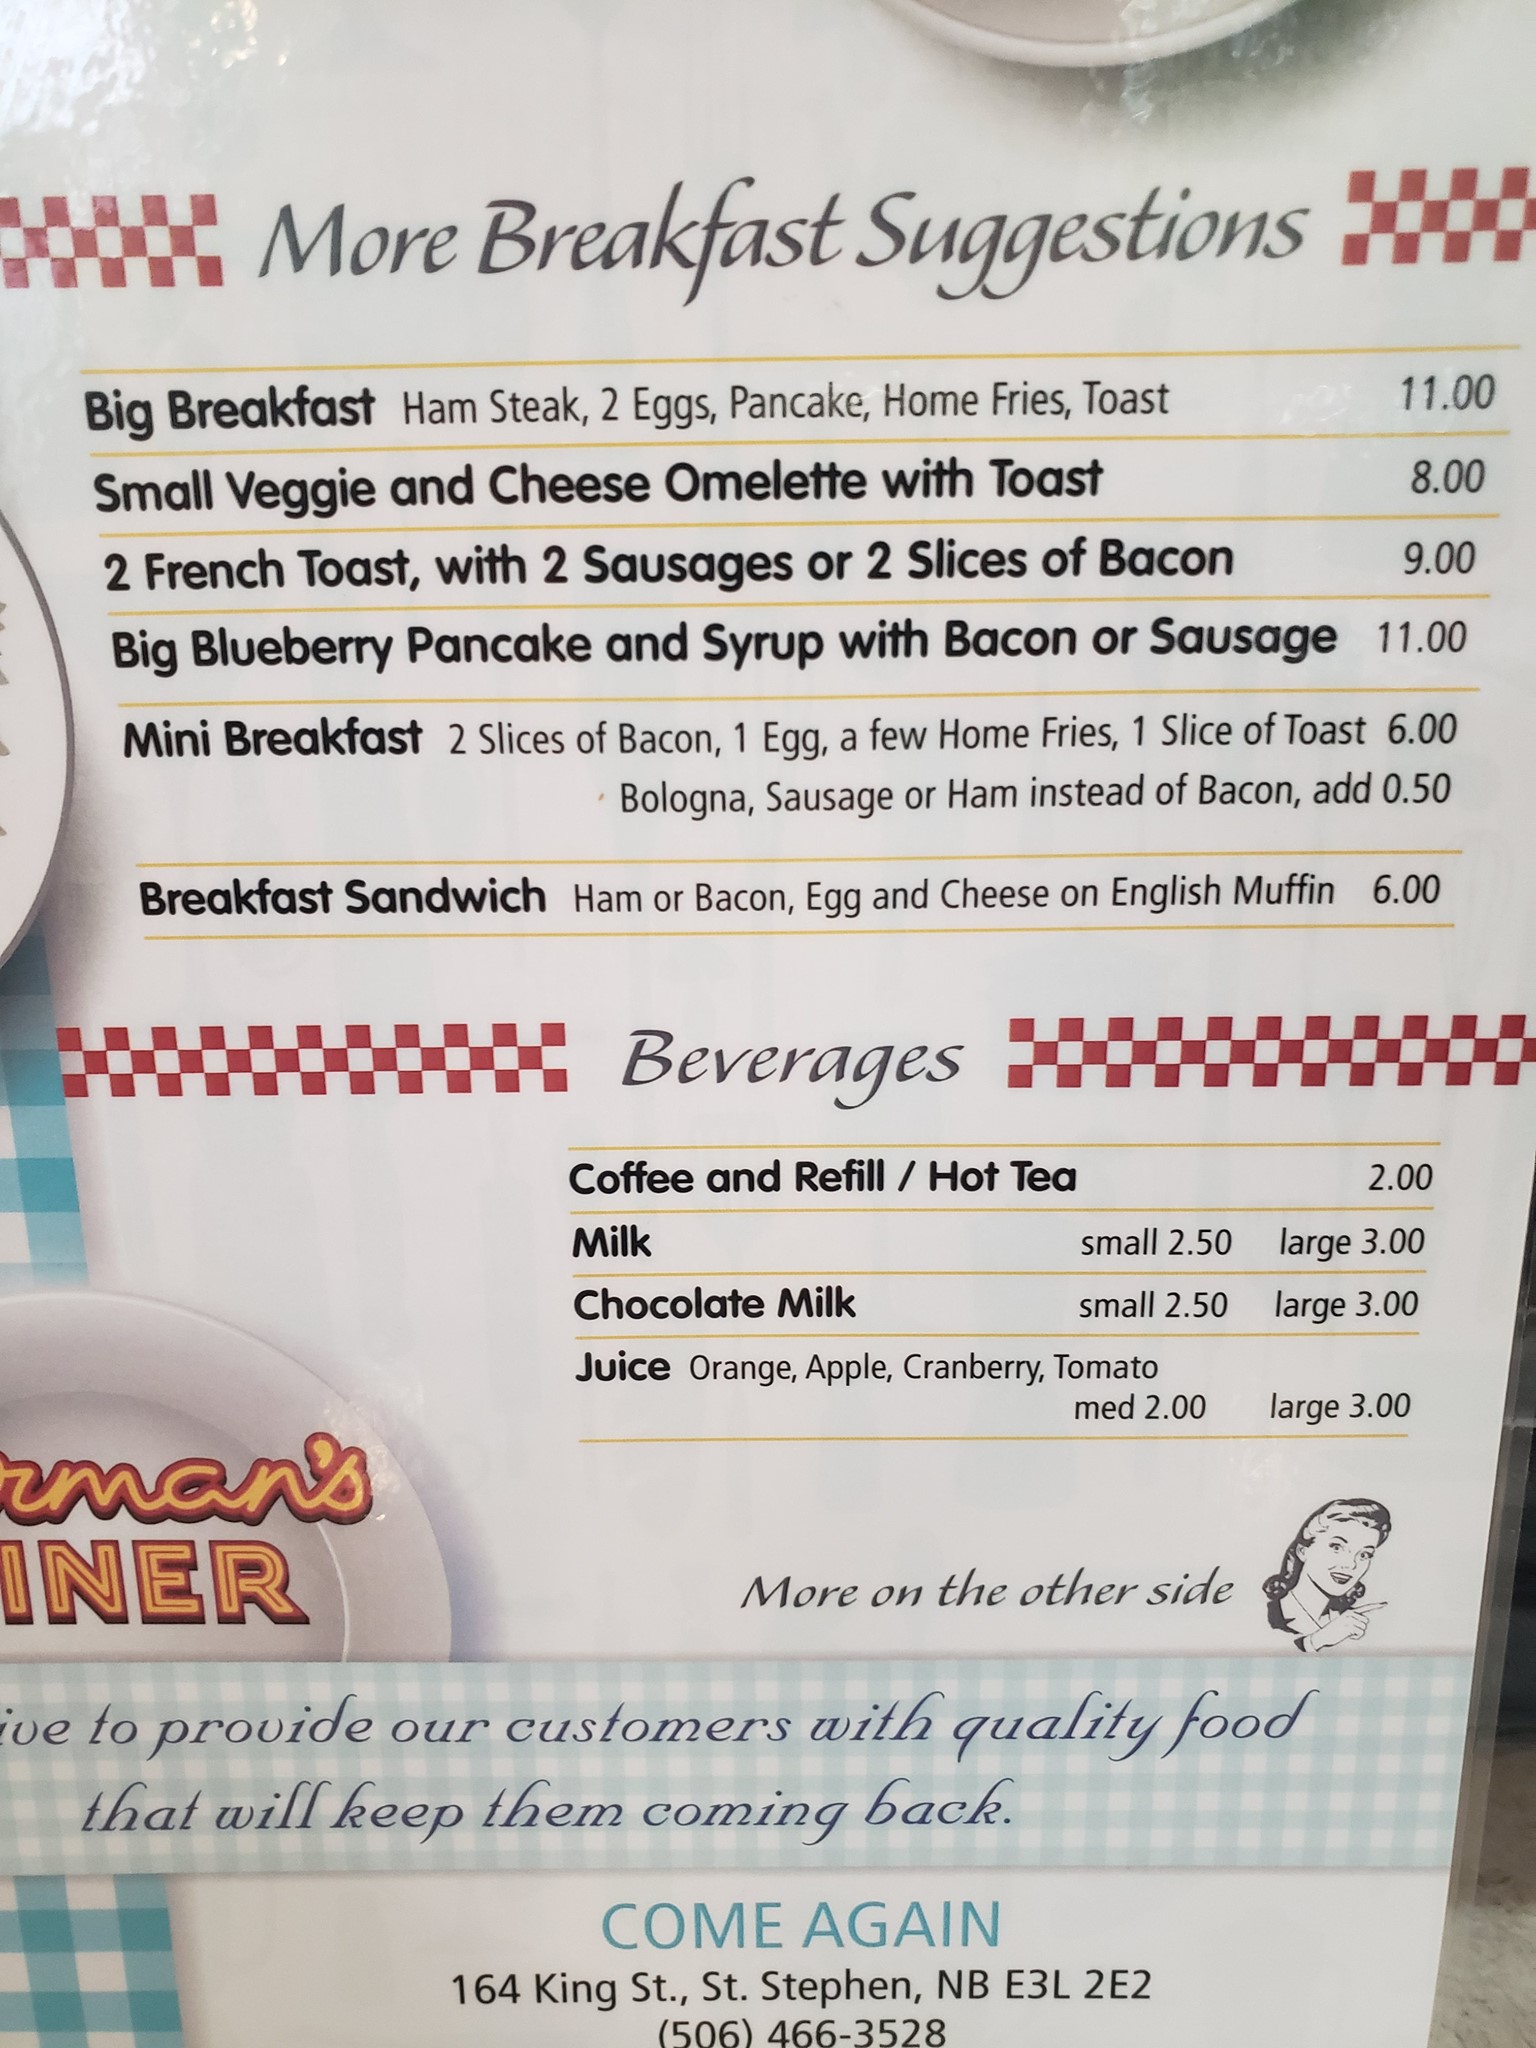 More Breakfast Suggestions
Big Breakfast Ham Steak, 2 Eggs, Pancake, Home Fries, Toast 11.00
Small Veggie and Cheese Omelette with Toast 8.00
2 French Toast, with 2 Sausages or 2 Slices of Bacon 9.00
Big Blueberry Pancake and Syrup with Bacon or Sausage 11.00
Mini Breakfast 2 Slices of Bacon, 1 Egg, a few Home Fries, 1 Slice of Toast 6.00
Bologna, Sausage or Ham instead of Bacon, add 0.50
Breakfast Sandwich Ham or Bacon, Egg and Cheese on English Muffin 6.00
Beverages
Coffee and Refill / Hot Tea 2.00
Milk small 2.50 large 3.00
Chocolate Milk small 2.50 large 3.00
Juice Orange, Apple, Cranberry, Tomato
med 2.00 large 3.00
rman's
INER
More on the other side
ive to provide our customers with quality food
that will keep them coming back.
COME AGAIN
164 King St., St. Stephen, NB E3L 2E2
(506) 466-3528